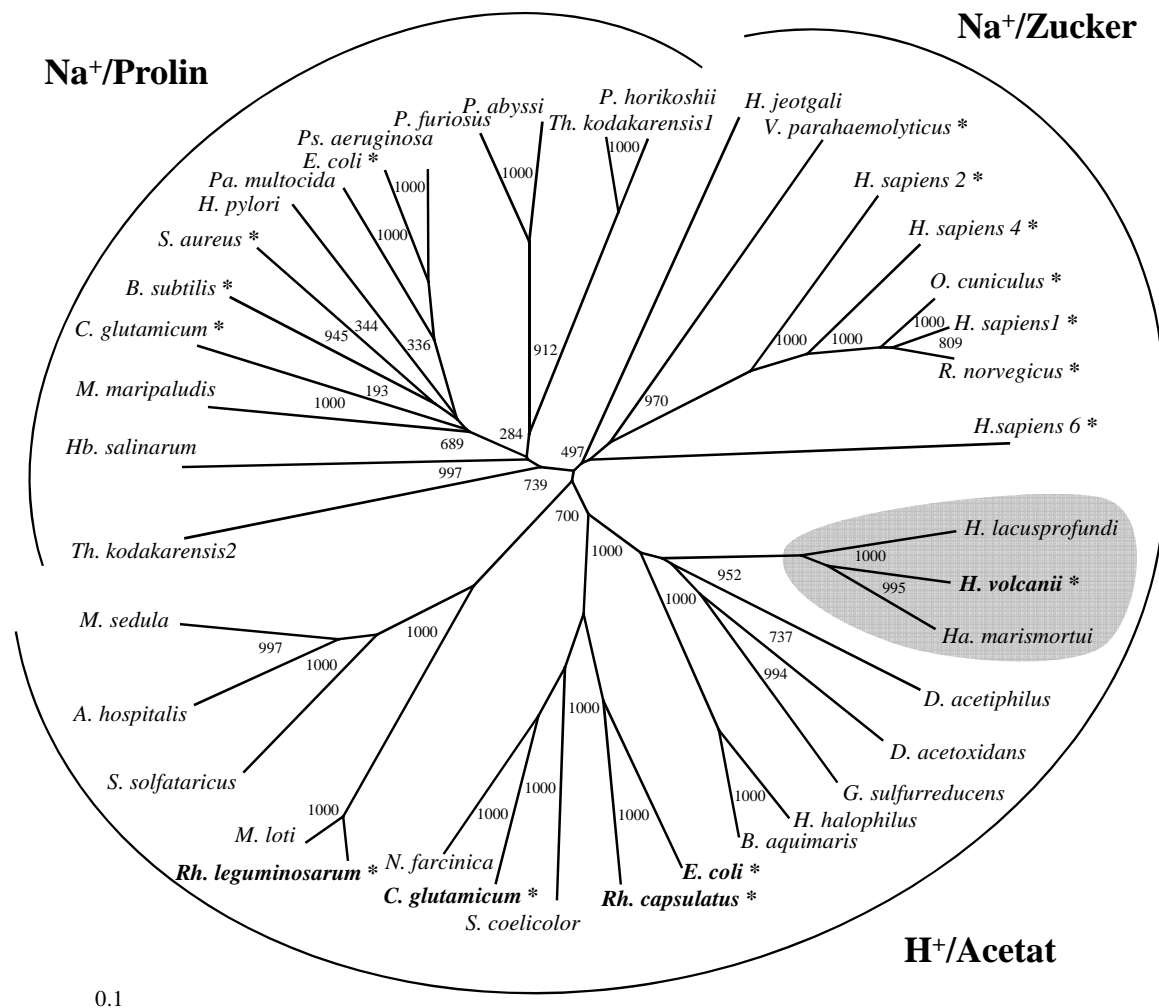 Na⁺/Zucker
Na⁺/Prolin
P. abyssi
P. horikoshii
H. jeotgali
P. furiosus
Th. kodakarensis1
V. parahaemolyticus *
Ps. aeruginosa
E. coli *
Pa. multocida
H. pylori
S. aureus *
B. subtilis *
C. glutamicum *
M. maripaludis
Hb. salinarum
Th. kodakarensis2
H. sapiens 2 *
H. sapiens 4 *
O. cuniculus *
H. sapiens1 *
R. norvegicus *
H.sapiens 6 *
1000
1000
1000
1000
945
344
336
912
193
1000
689
284
997
739
497
970
1000
1000
1000
809
700
1000
H. lacusprofundi
1000
H. volcanii *
995
Ha. marismortui
952
1000
737
994
D. acetiphilus
D. acetoxidans
G. sulfurreducens
H. halophilus
B. aquimaris
1000
M. sedula
997
1000
1000
A. hospitalis
S. solfataricus
1000
M. loti
Rh. leguminosarum *
1000
1000
1000
1000
N. farcinica
C. glutamicum *
S. coelicolor
E. coli *
Rh. capsulatus *
H⁺/Acetat
0.1